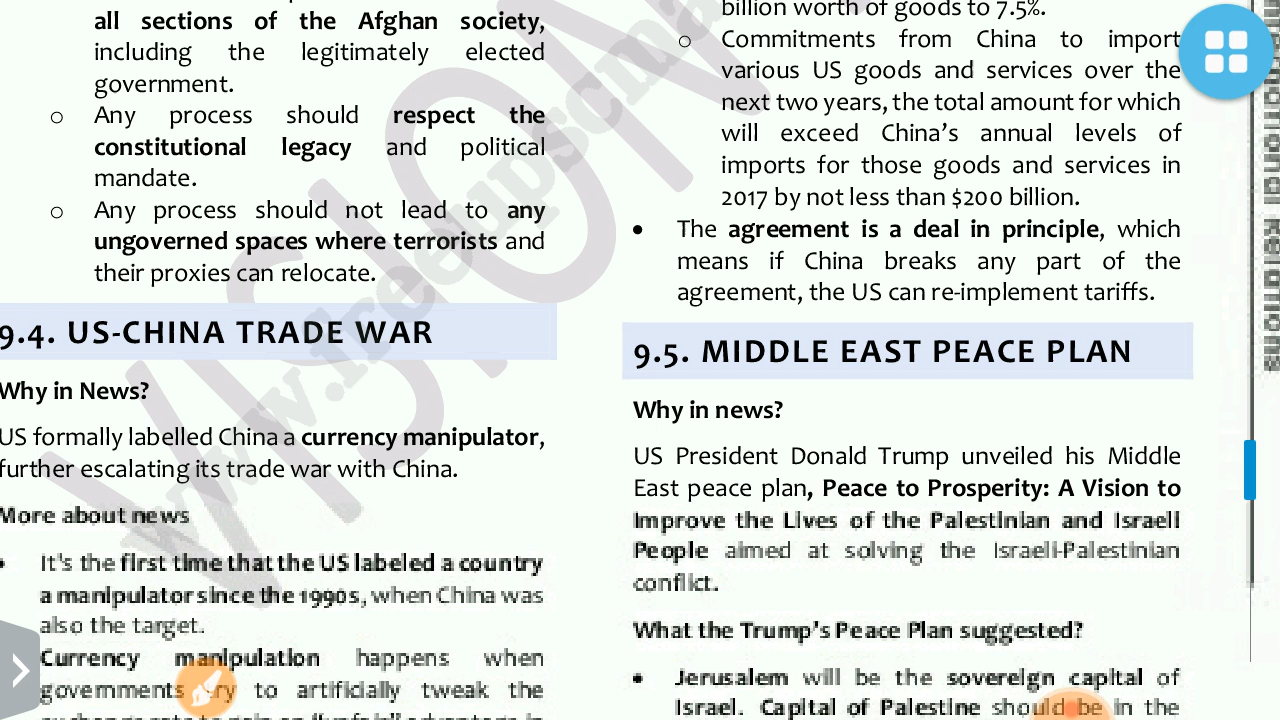 all sections of the Afghan society,
including the legitimately elected
government.
o Any process should respect the
constitutional legacy and political
mandate.
o Any process should not lead to any
ungoverned spaces where terrorists and
their proxies can relocate.
9.4. US-CHINA TRADE WAR
Why in News?
US formally labelled China a currency manipulator,
further escalating its trade war with China.
More about news
• It's the first time that the US labeled a country
a manipulator since the 1990s, when China was
also the target.
Currency manipulation happens when
governments try to artificially tweak the
billion worth of goods to 7.5%.
o Commitments from China to import
various US goods and services over the
next two years, the total amount for which
will exceed China's annual levels of
imports for those goods and services in
2017 by not less than $200 billion.
• The agreement is a deal in principle, which
means if China breaks any part of the
agreement, the US can re-implement tariffs.
9.5. MIDDLE EAST PEACE PLAN
Why in news?
US President Donald Trump unveiled his Middle
East peace plan, Peace to Prosperity: A Vision to
Improve the Lives of the Palestinian and Israeli
People aimed at solving the Israeli-Palestinian
conflict.
What the Trump's Peace Plan suggested?
• Jerusalem will be the sovereign capital of
Israel. Capital of Palestine should be in the
VISION